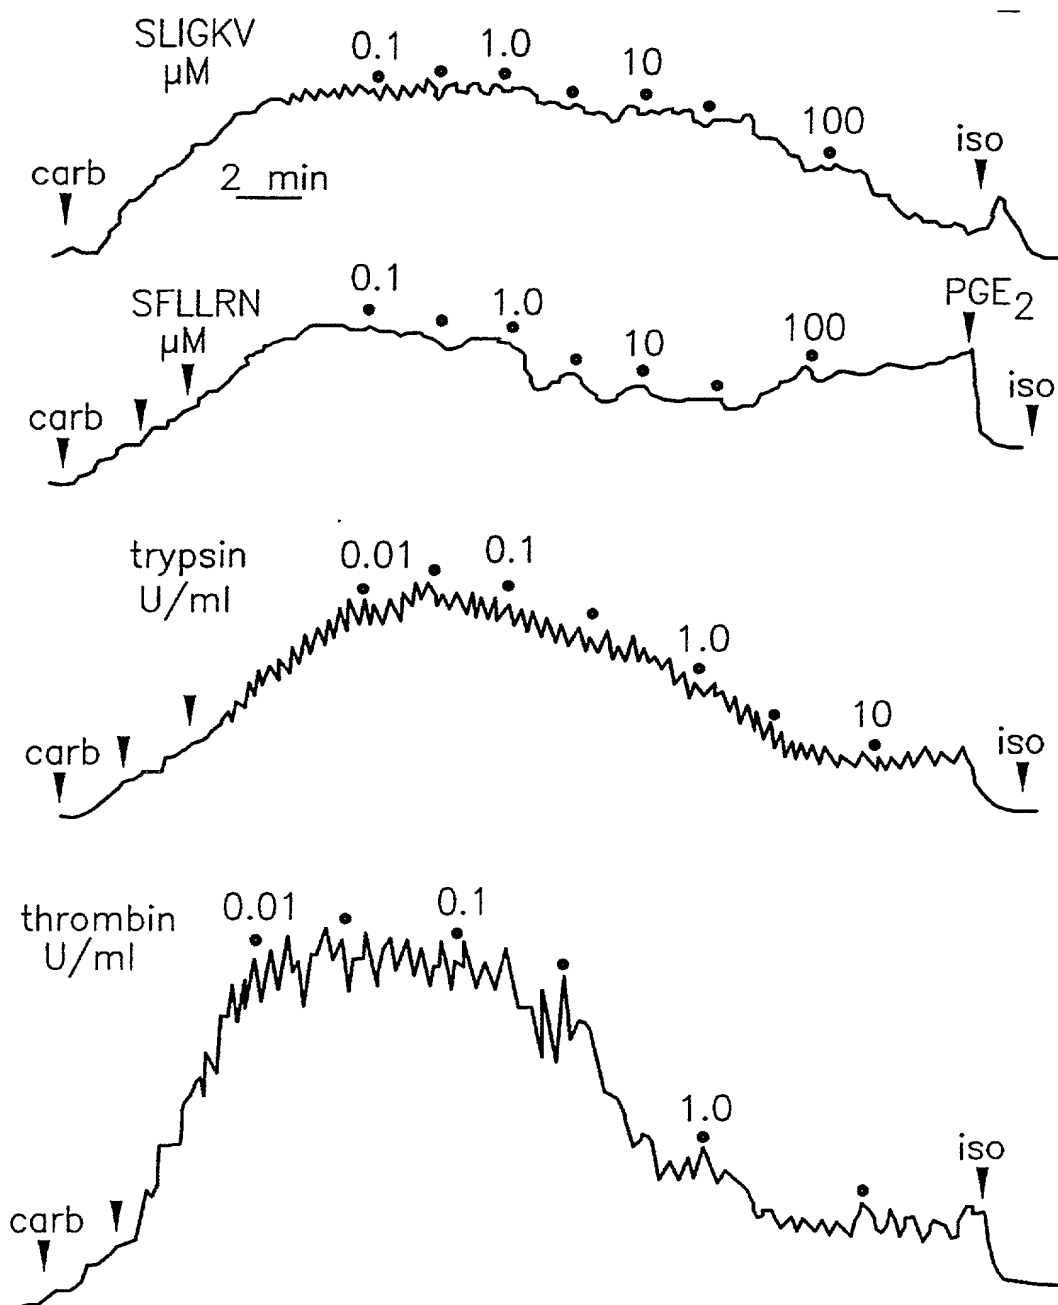 SLIGKV
μM
0.1 1.0 10 100
carb
2 min
iso
SFLLRN
μM
0.1 1.0 10 100
carb
PGE2
iso
trypsin
U/ml
0.01 0.1 1.0 10
carb
iso
thrombin
U/ml
0.01 0.1 1.0
carb
iso